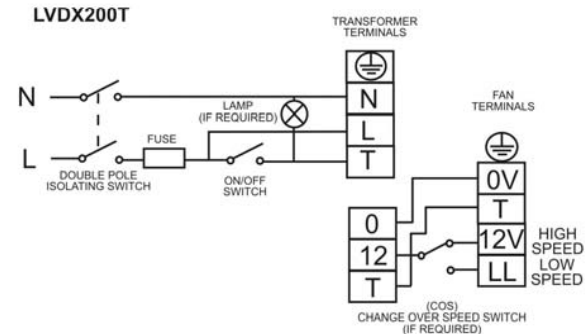 LVDX200T
TRANSFORMER
TERMINALS
N
LAMP
(IF REQUIRED)
N
FAN
TERMINALS
L
FUSE
L
T
DOUBLE POLE
ISOLATING SWITCH
ON/OFF
SWITCH
0V
T
0
12V
HIGH
SPEED
12
LL
LOW
SPEED
T
(COS)
CHANGE OVER SPEED SWITCH
(IF REQUIRED)